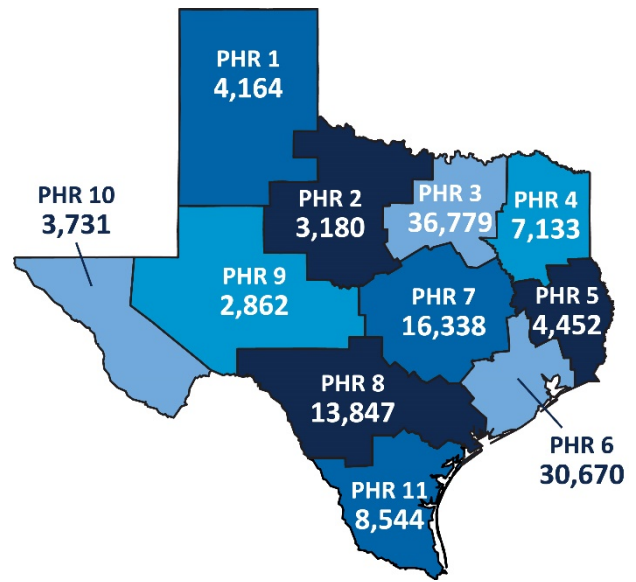 PHR 1
4,164
PHR 10
3,731
PHR 2
3,180
PHR 3
36,779
PHR 4
7,133
PHR 9
2,862
PHR 7
16,338
PHR 5
4,452
PHR 8
13,847
PHR 6
30,670
PHR 11
8,544